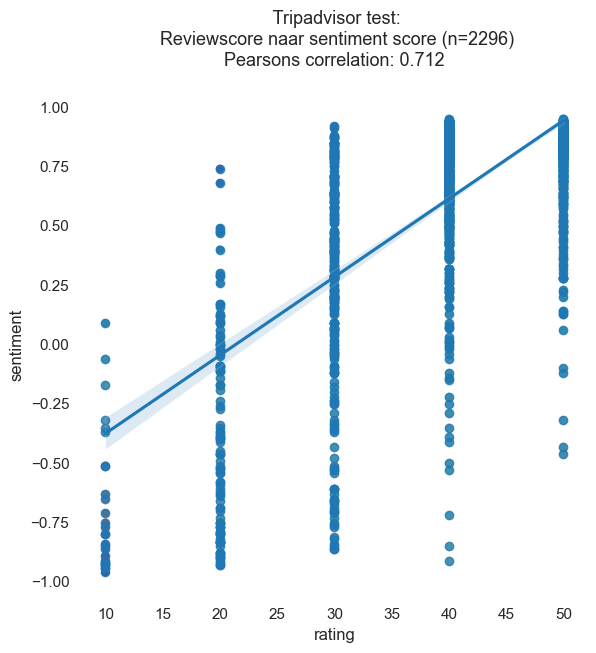 Tripadvisor test:
Reviewscore naar sentiment score (n=2296)
Pearsons correlation: 0.712
1.00
0.75
0.50
0.25
0.00
−0.25
−0.50
−0.75
−1.00
sentiment
10 15 20 25 30 35 40 45 50
rating